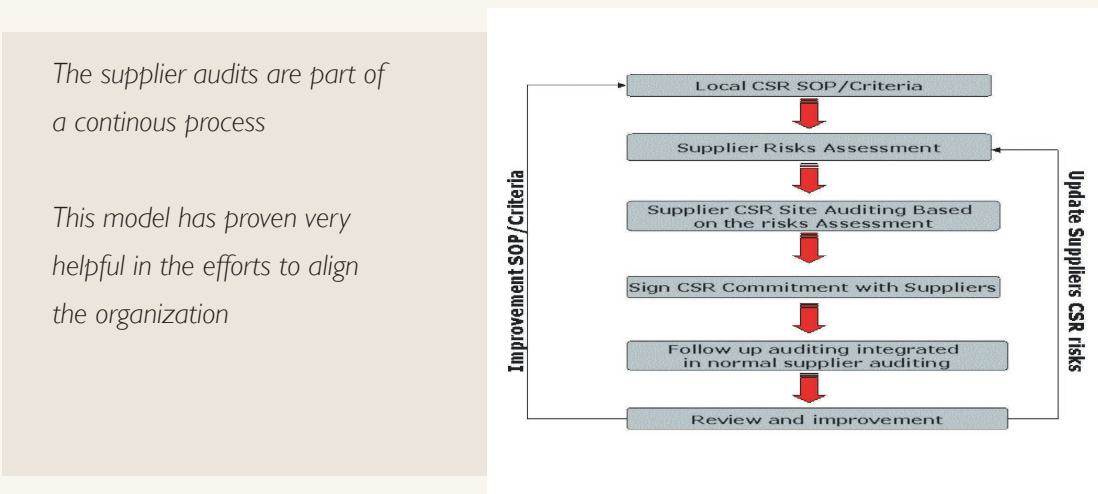 The supplier audits are part of
a continous process
This model has proven very
helpful in the efforts to align
the organization
Local CSR SOP/Criteria
Supplier Risks Assessment
Supplier CSR Site Auditing Based
on the risks Assessment
Sign CSR Commitment with Suppliers
Follow up auditing integrated
in normal supplier auditing
Review and improvement
Improvement SOP/Criteria
Update Suppliers CSR risks